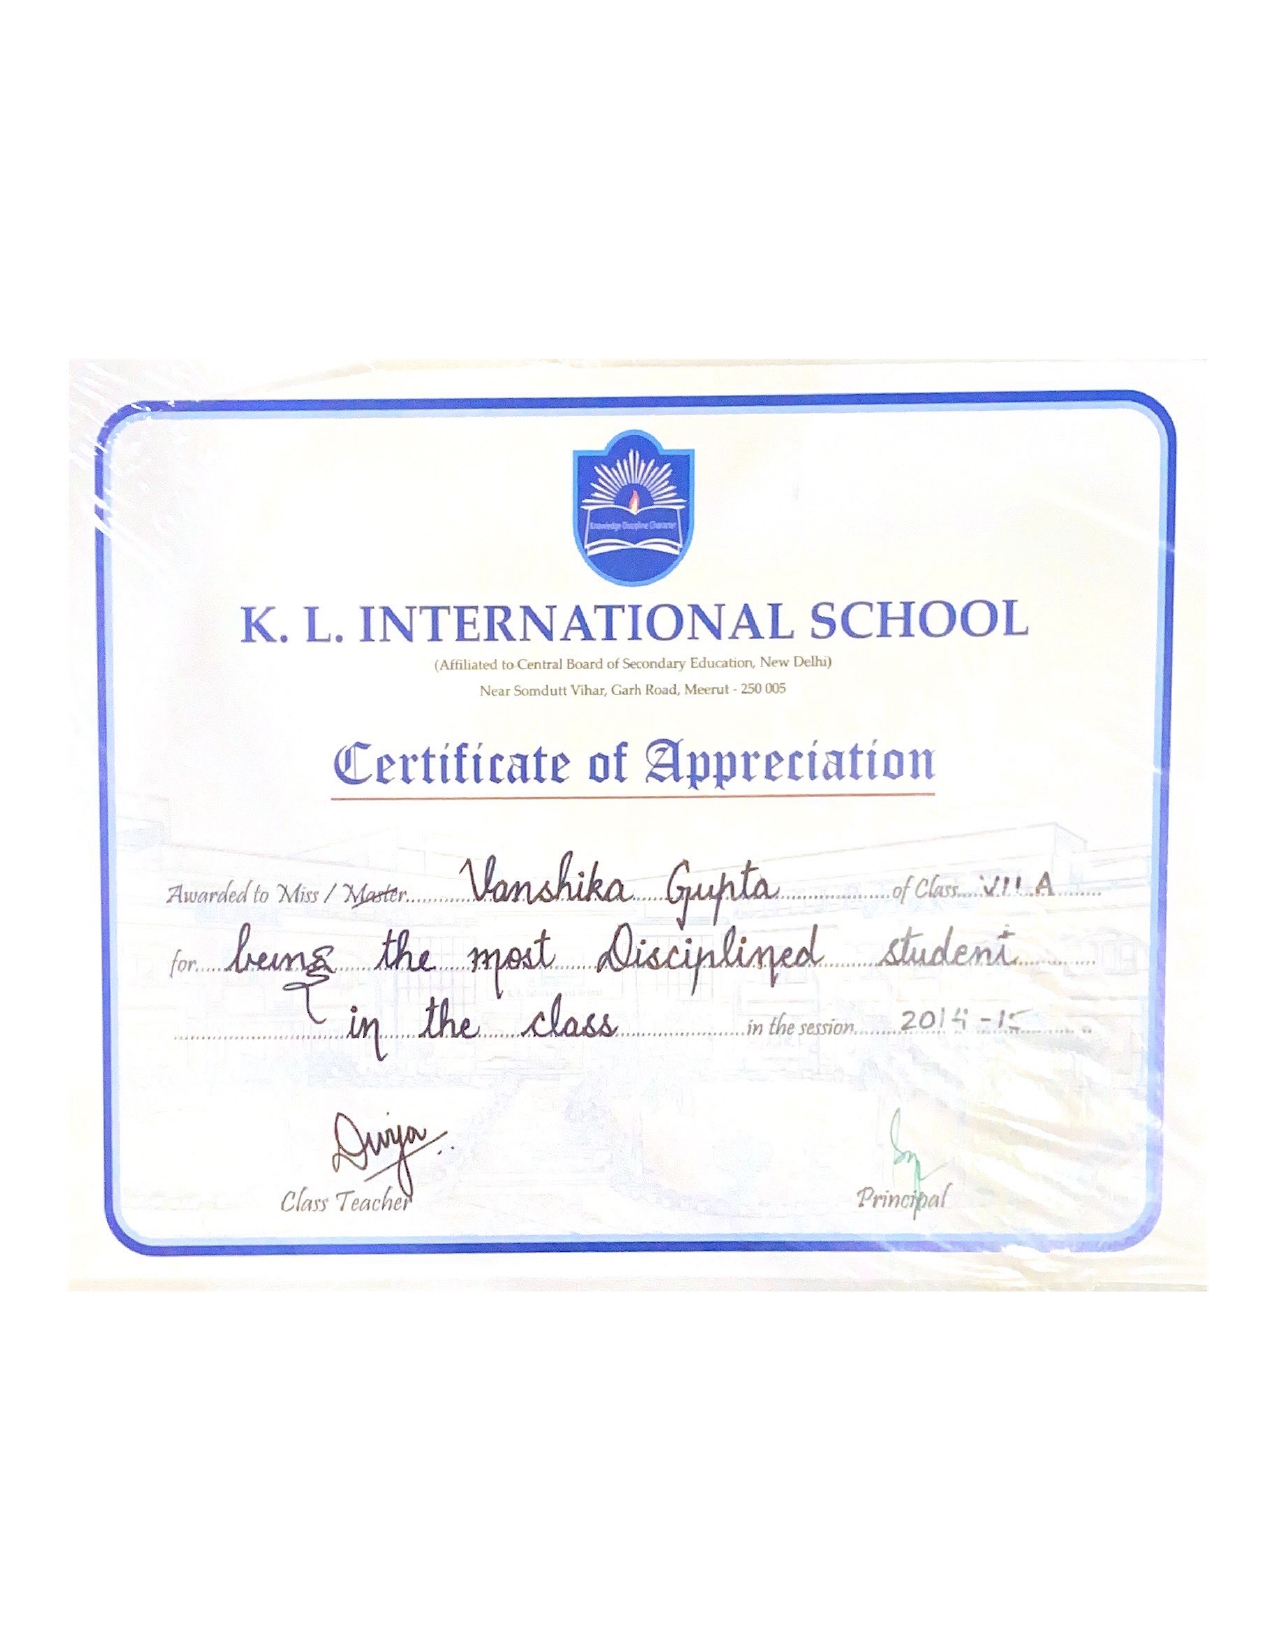 Knowledge Discipline Character
K. L. INTERNATIONAL SCHOOL
(Affiliated to Central Board of Secondary Education, New Delhi)
Near Somdutt Vihar, Garh Road, Meerut - 250 005
Certificate of Appreciation
Awarded to Miss / Master Vanshika Gupta of Class VII A
for being the most Disciplined student
in the class in the session 2014-15
Divya
Class Teacher Principal